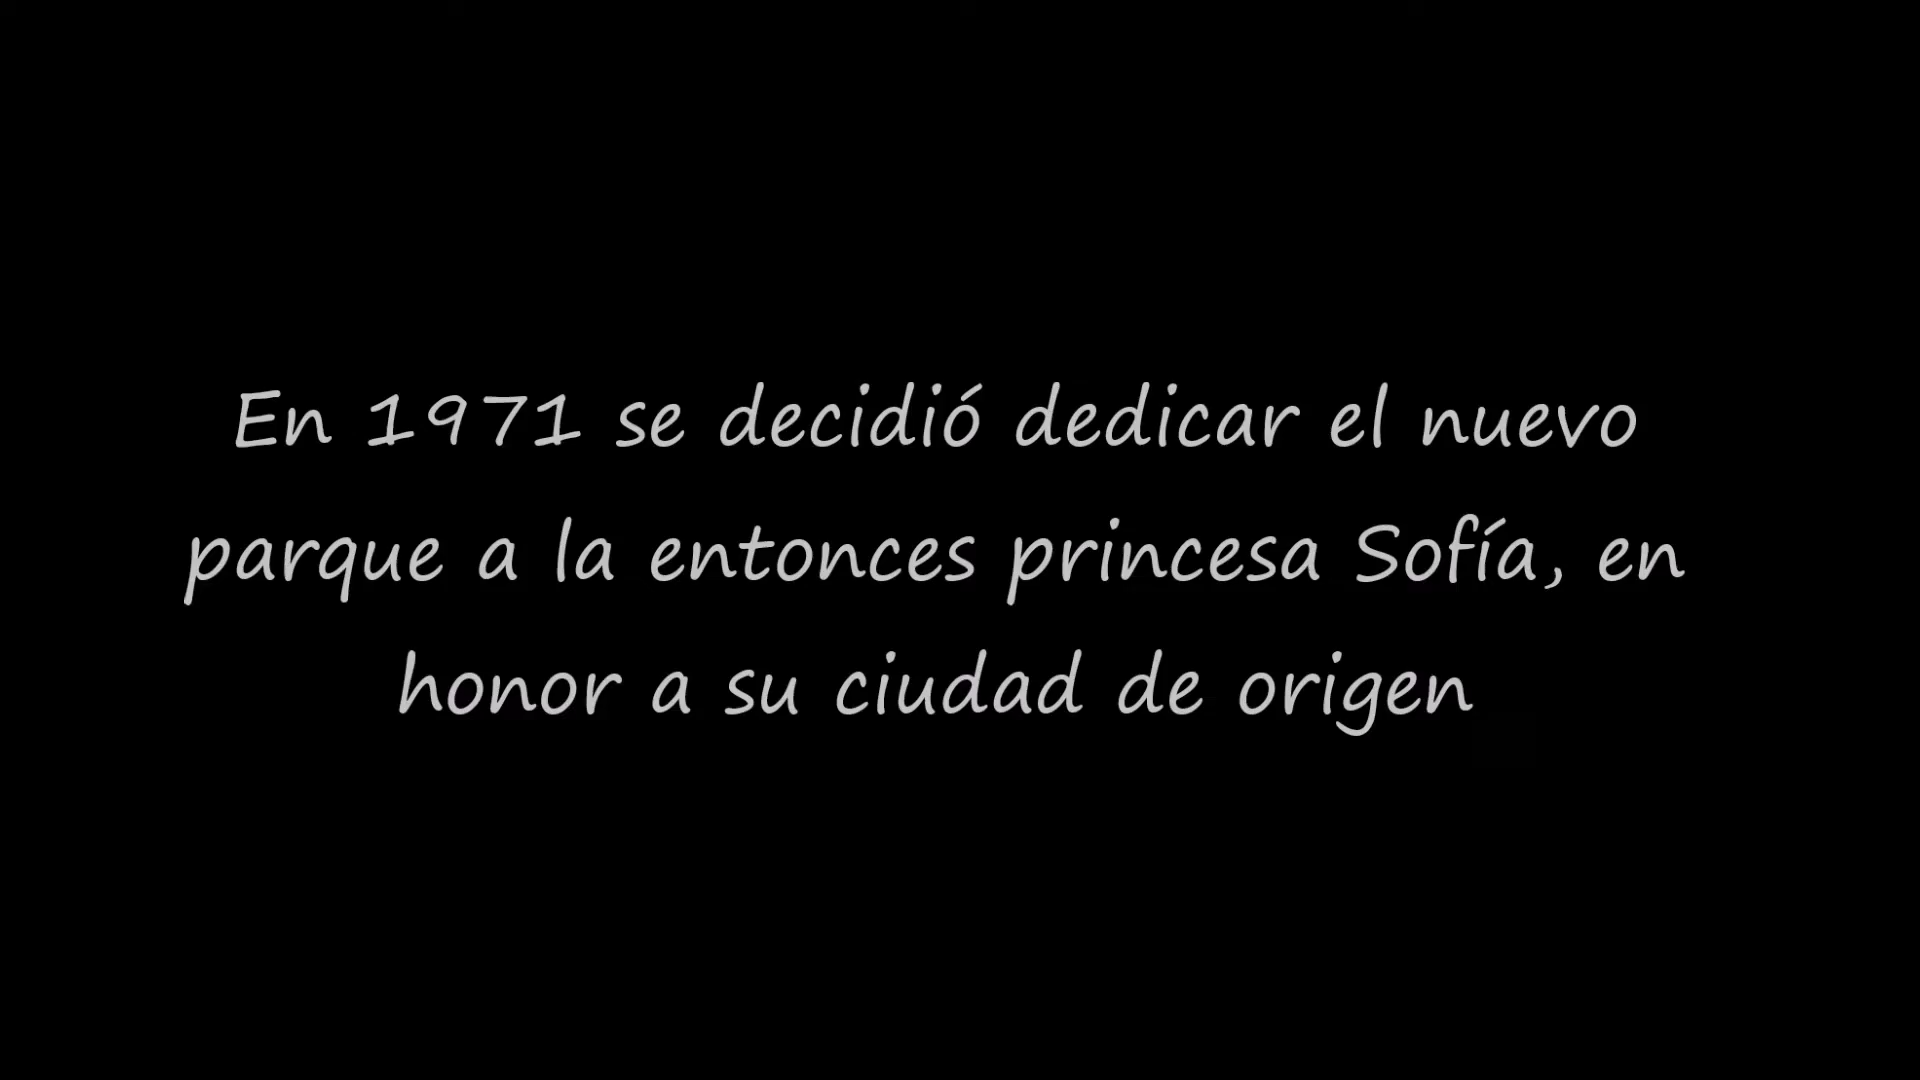 En 1971 se decidió dedicar el nuevo
parque a la entonces princesa Sofía, en
honor a su ciudad de origen